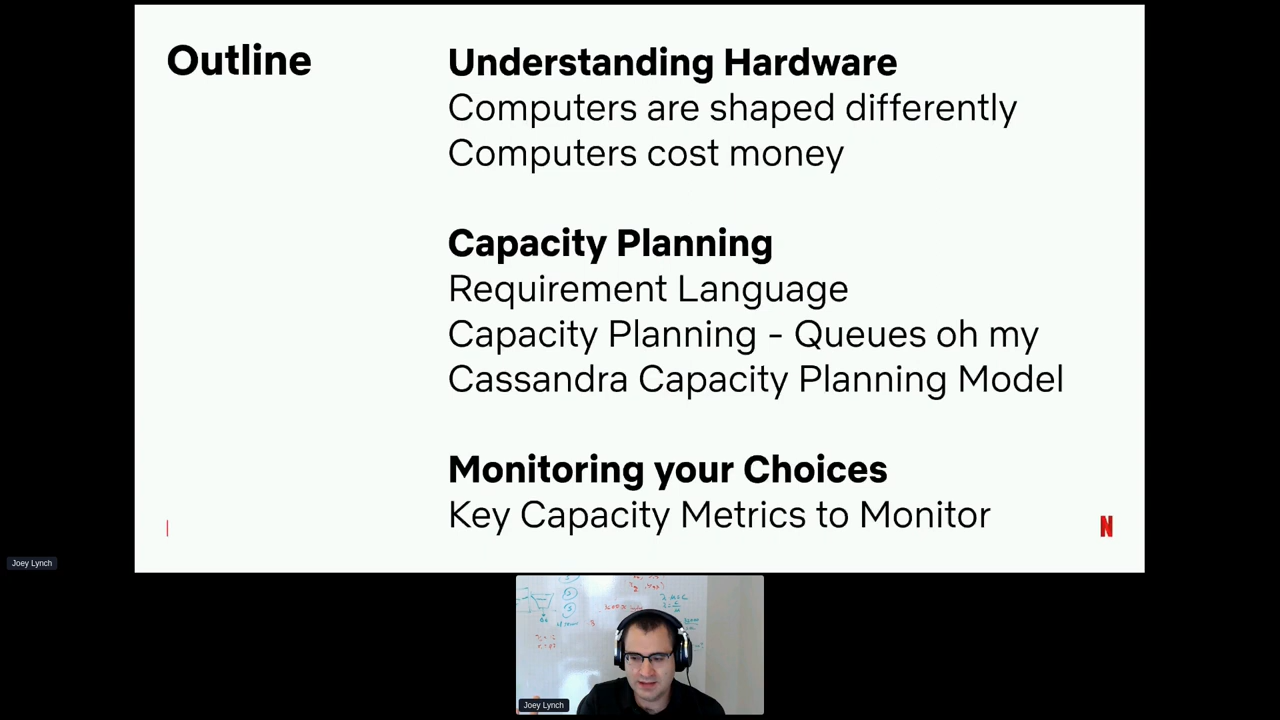 Outline
Understanding Hardware
Computers are shaped differently
Computers cost money
Capacity Planning
Requirement Language
Capacity Planning - Queues oh my
Cassandra Capacity Planning Model
Monitoring your Choices
Key Capacity Metrics to Monitor
N
Joey Lynch
Joey Lynch